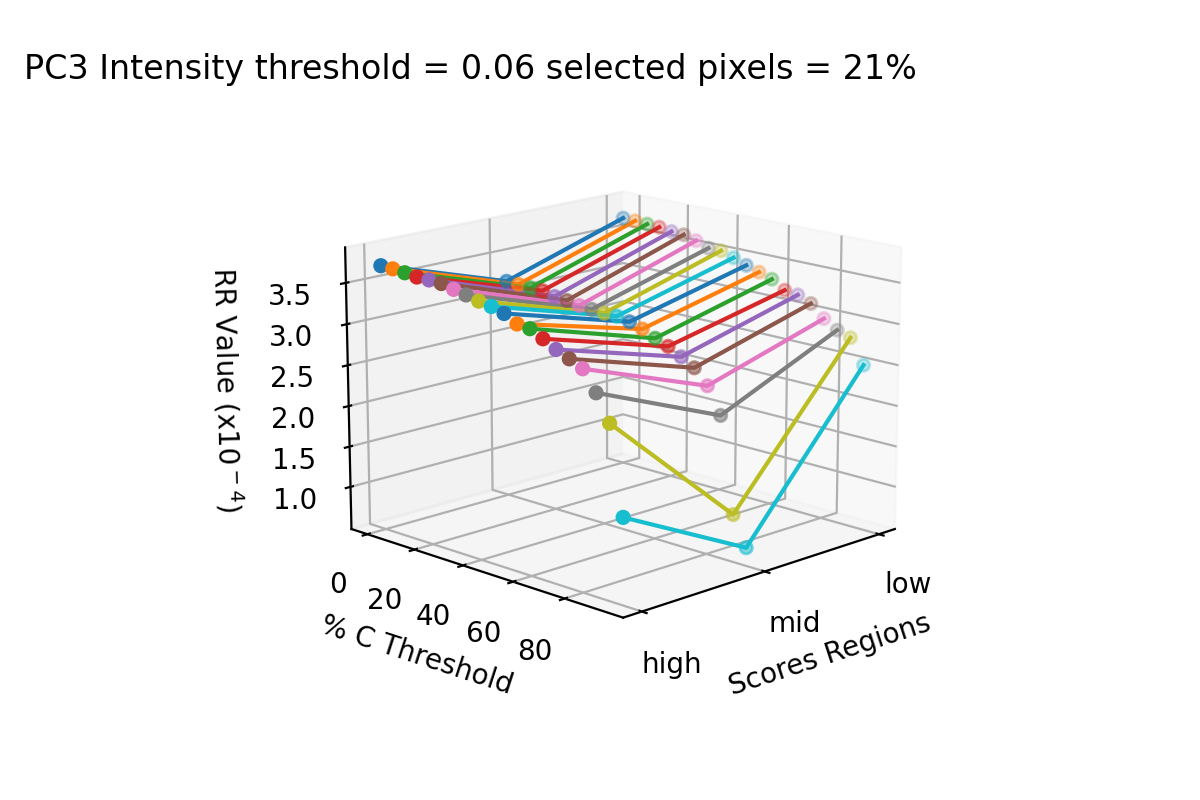 PC3 Intensity threshold = 0.06 selected pixels = 21%
RR Value (x10⁻⁴)
3.5
3.0
2.5
2.0
1.5
1.0
0
20
40
60
80
% C Threshold
high
mid
low
Scores Regions